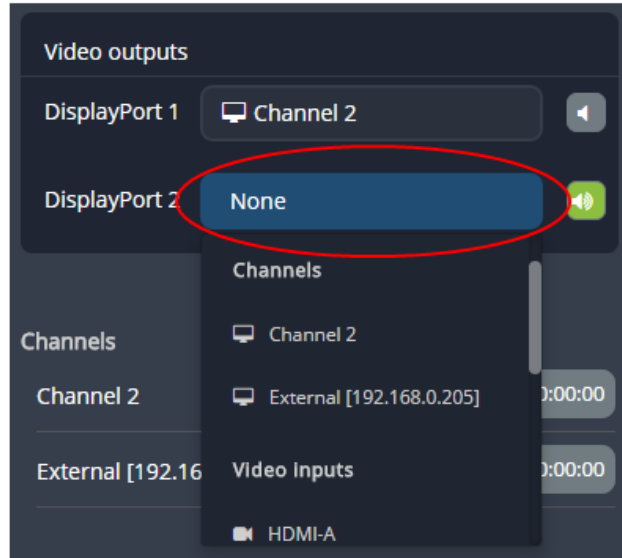 Video outputs
DisplayPort 1
Channel 2
DisplayPort 2
None
Channels
Channel 2
External [192.168.0.205]
Video inputs
HDMI-A
Channels
Channel 2
0:00:00
External [192.16
0:00:00